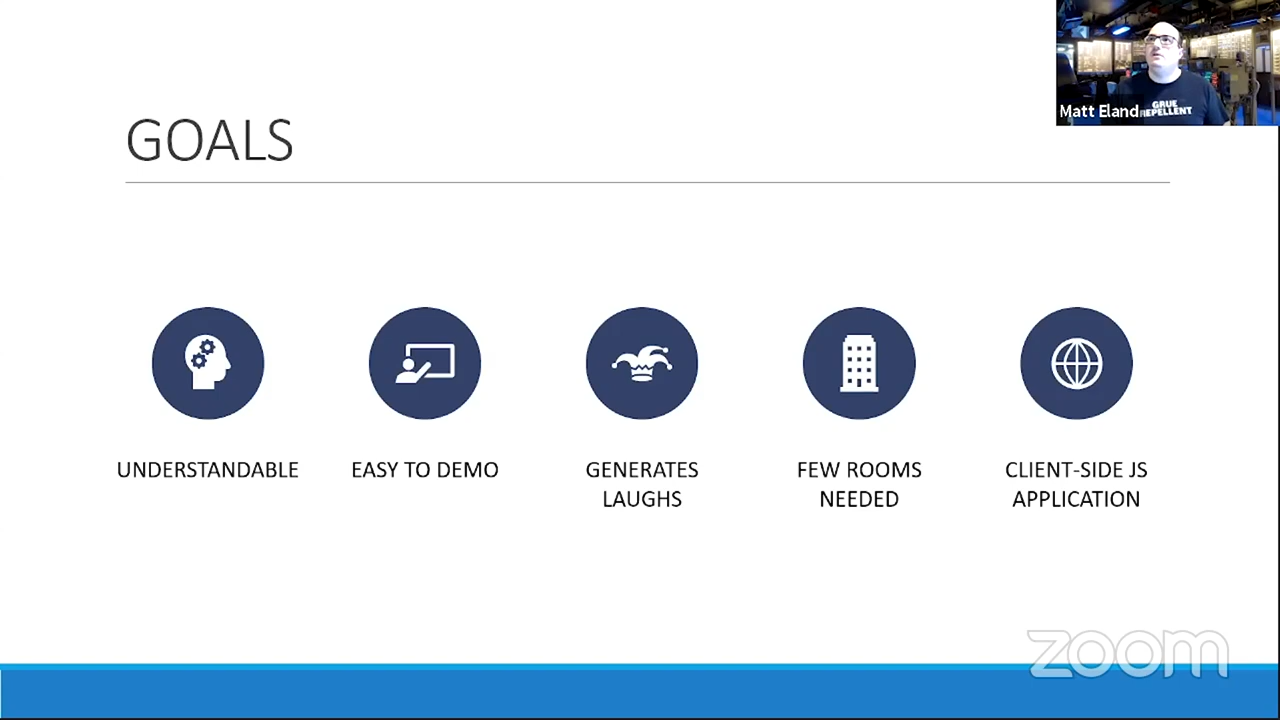 GOALS
Matt Eland
GRUE
REPELLENT
UNDERSTANDABLE
EASY TO DEMO
GENERATES
LAUGHS
FEW ROOMS
NEEDED
CLIENT-SIDE JS
APPLICATION
zoom